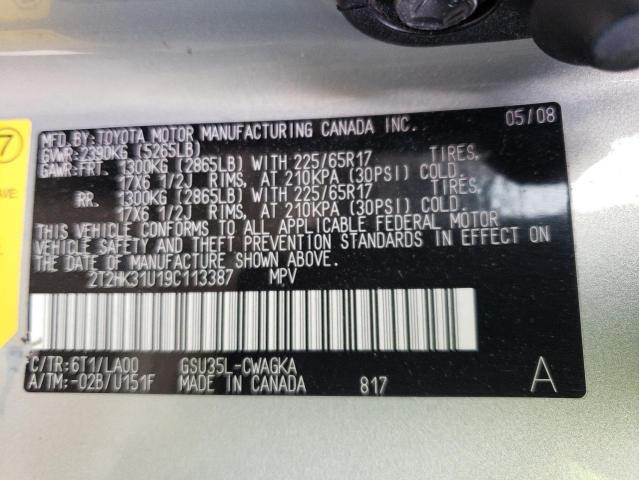 MFD.BY: TOYOTA MOTOR MANUFACTURING CANADA INC. 05/08
GVWR: 2390KG (5265LB)
GAWR: FRT. 1300KG (2865LB) WITH 225/65R17 TIRES,
17X6 1/2J RIMS, AT 210KPA (30PSI) COLD.
RR. 1300KG (2865LB) WITH 225/65R17 TIRES,
17X6 1/2J RIMS, AT 210KPA (30PSI) COLD.
THIS VEHICLE CONFORMS TO ALL APPLICABLE FEDERAL MOTOR
VEHICLE SAFETY AND THEFT PREVENTION STANDARDS IN EFFECT ON
THE DATE OF MANUFACTURE SHOWN ABOVE.
2T2HK31U19C113387 MPV
C/TR: 6T1/LA00 GSU35L-CWAGKA
A/TM: -02B/U151F MADE IN CANADA 817 A